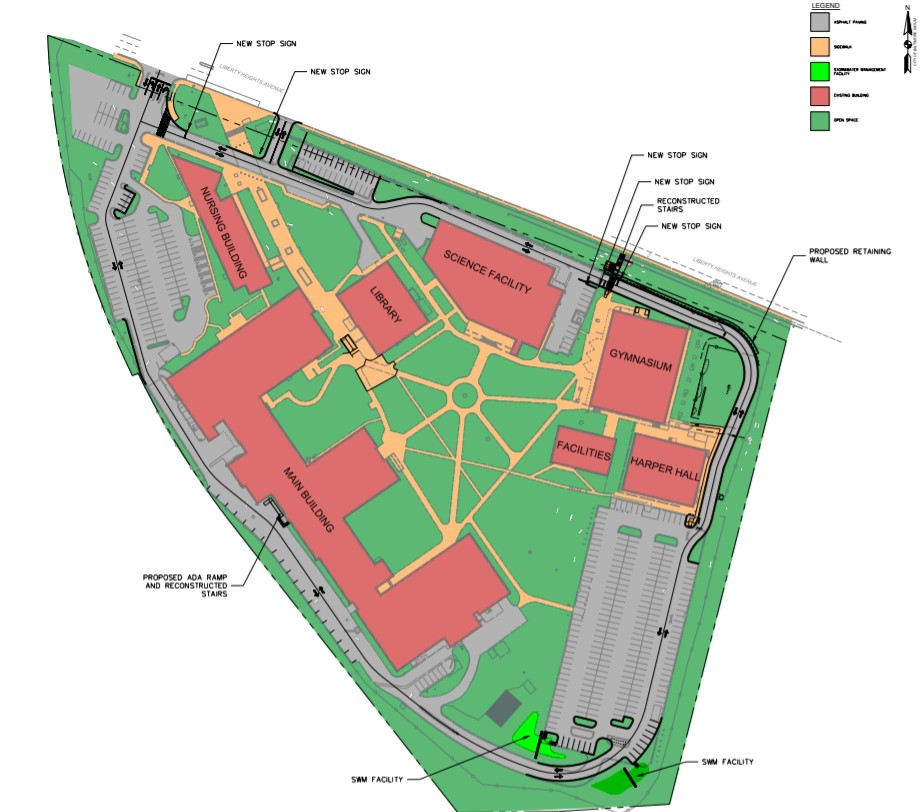 LEGEND
ASPHALT PAVING
SIDEWALK
STORMWATER MANAGEMENT
FACILITY
EXISTING BUILDING
OPEN SPACE
N
NEW STOP SIGN
LIBERTY HEIGHTS AVENUE
NEW STOP SIGN
NEW STOP SIGN
NEW STOP SIGN
RECONSTRUCTED
STAIRS
NEW STOP SIGN
PROPOSED RETAINING
WALL
LIBERTY HEIGHTS AVENUE
NURSING BUILDING
LIBRARY
SCIENCE FACILITY
GYMNASIUM
FACILITIES
HARPER HALL
MAIN BUILDING
PROPOSED ADA RAMP
AND RECONSTRUCTED
STAIRS
SWM FACILITY
SWM FACILITY